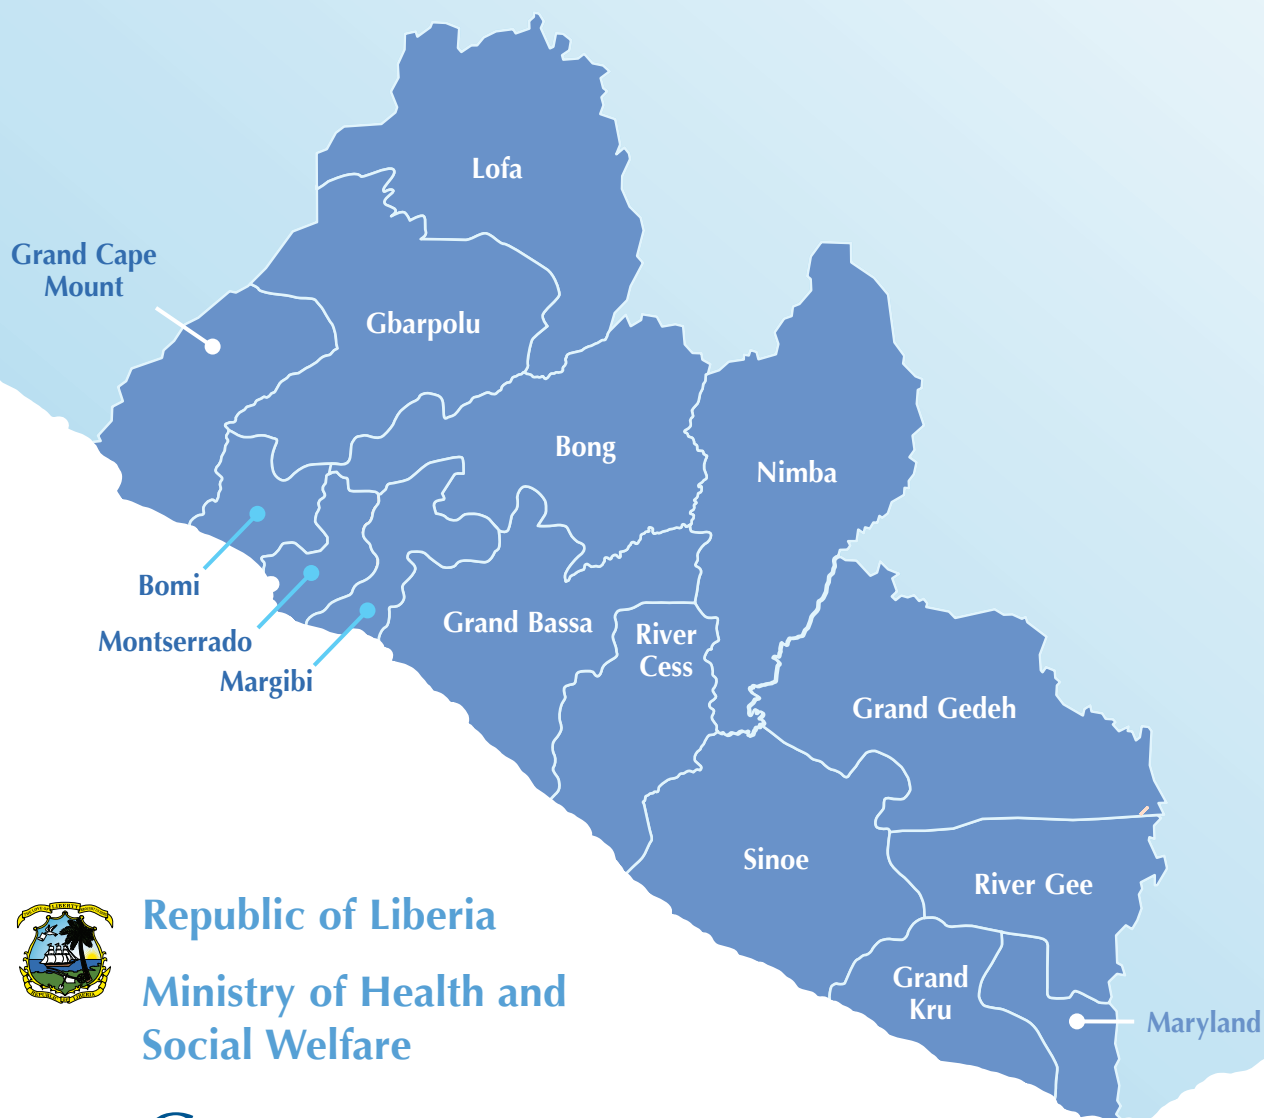 Lofa
Grand Cape
Mount
Gbarpolu
Bong
Nimba
Bomi
Montserrado
Margibi
Grand Bassa
River
Cess
Grand Gedeh
Sinoe
River Gee
Grand
Kru
Maryland
Republic of Liberia
Ministry of Health and
Social Welfare